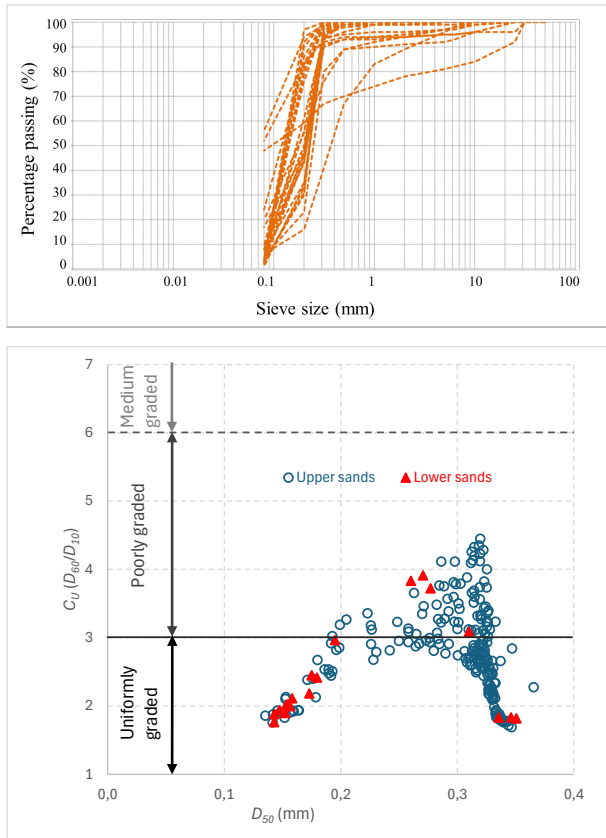 100
90
80
70
60
50
40
30
20
10
0
Percentage passing (%)
0.001 0.01 0.1 1 10 100
Sieve size (mm)
7
6
5
4
3
2
1
C_U (D_60/D_10)
Medium graded
Poorly graded
Uniformly graded
Upper sands Lower sands
0,0 0,1 0,2 0,3 0,4
D_50 (mm)